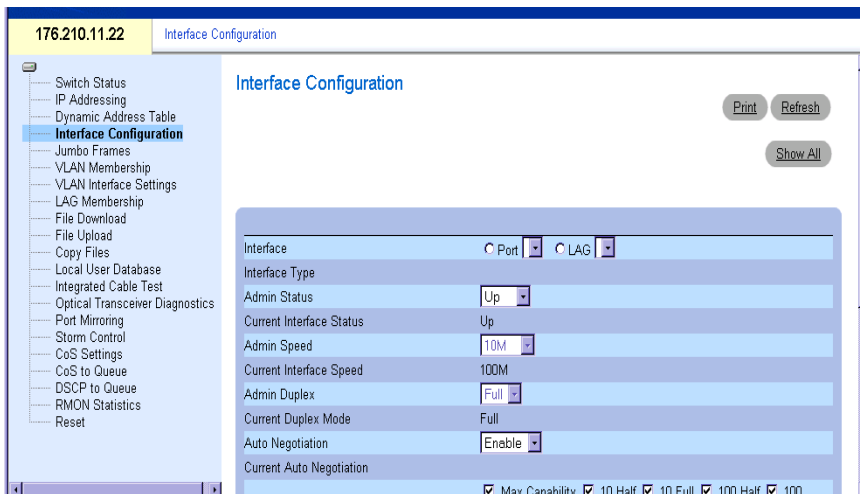 176.210.11.22
Interface Configuration
Switch Status
IP Addressing
Dynamic Address Table
Interface Configuration
Jumbo Frames
VLAN Membership
VLAN Interface Settings
LAG Membership
File Download
File Upload
Copy Files
Local User Database
Integrated Cable Test
Optical Transceiver Diagnostics
Port Mirroring
Storm Control
CoS Settings
CoS to Queue
DSCP to Queue
RMON Statistics
Reset
Interface Configuration
Print Refresh
Show All
Interface Port LAG
Interface Type
Admin Status Up
Current Interface Status Up
Admin Speed 10M
Current Interface Speed 100M
Admin Duplex Full
Current Duplex Mode Full
Auto Negotiation Enable
Current Auto Negotiation
Max Capability 10 Half 10 Full 100 Half 100